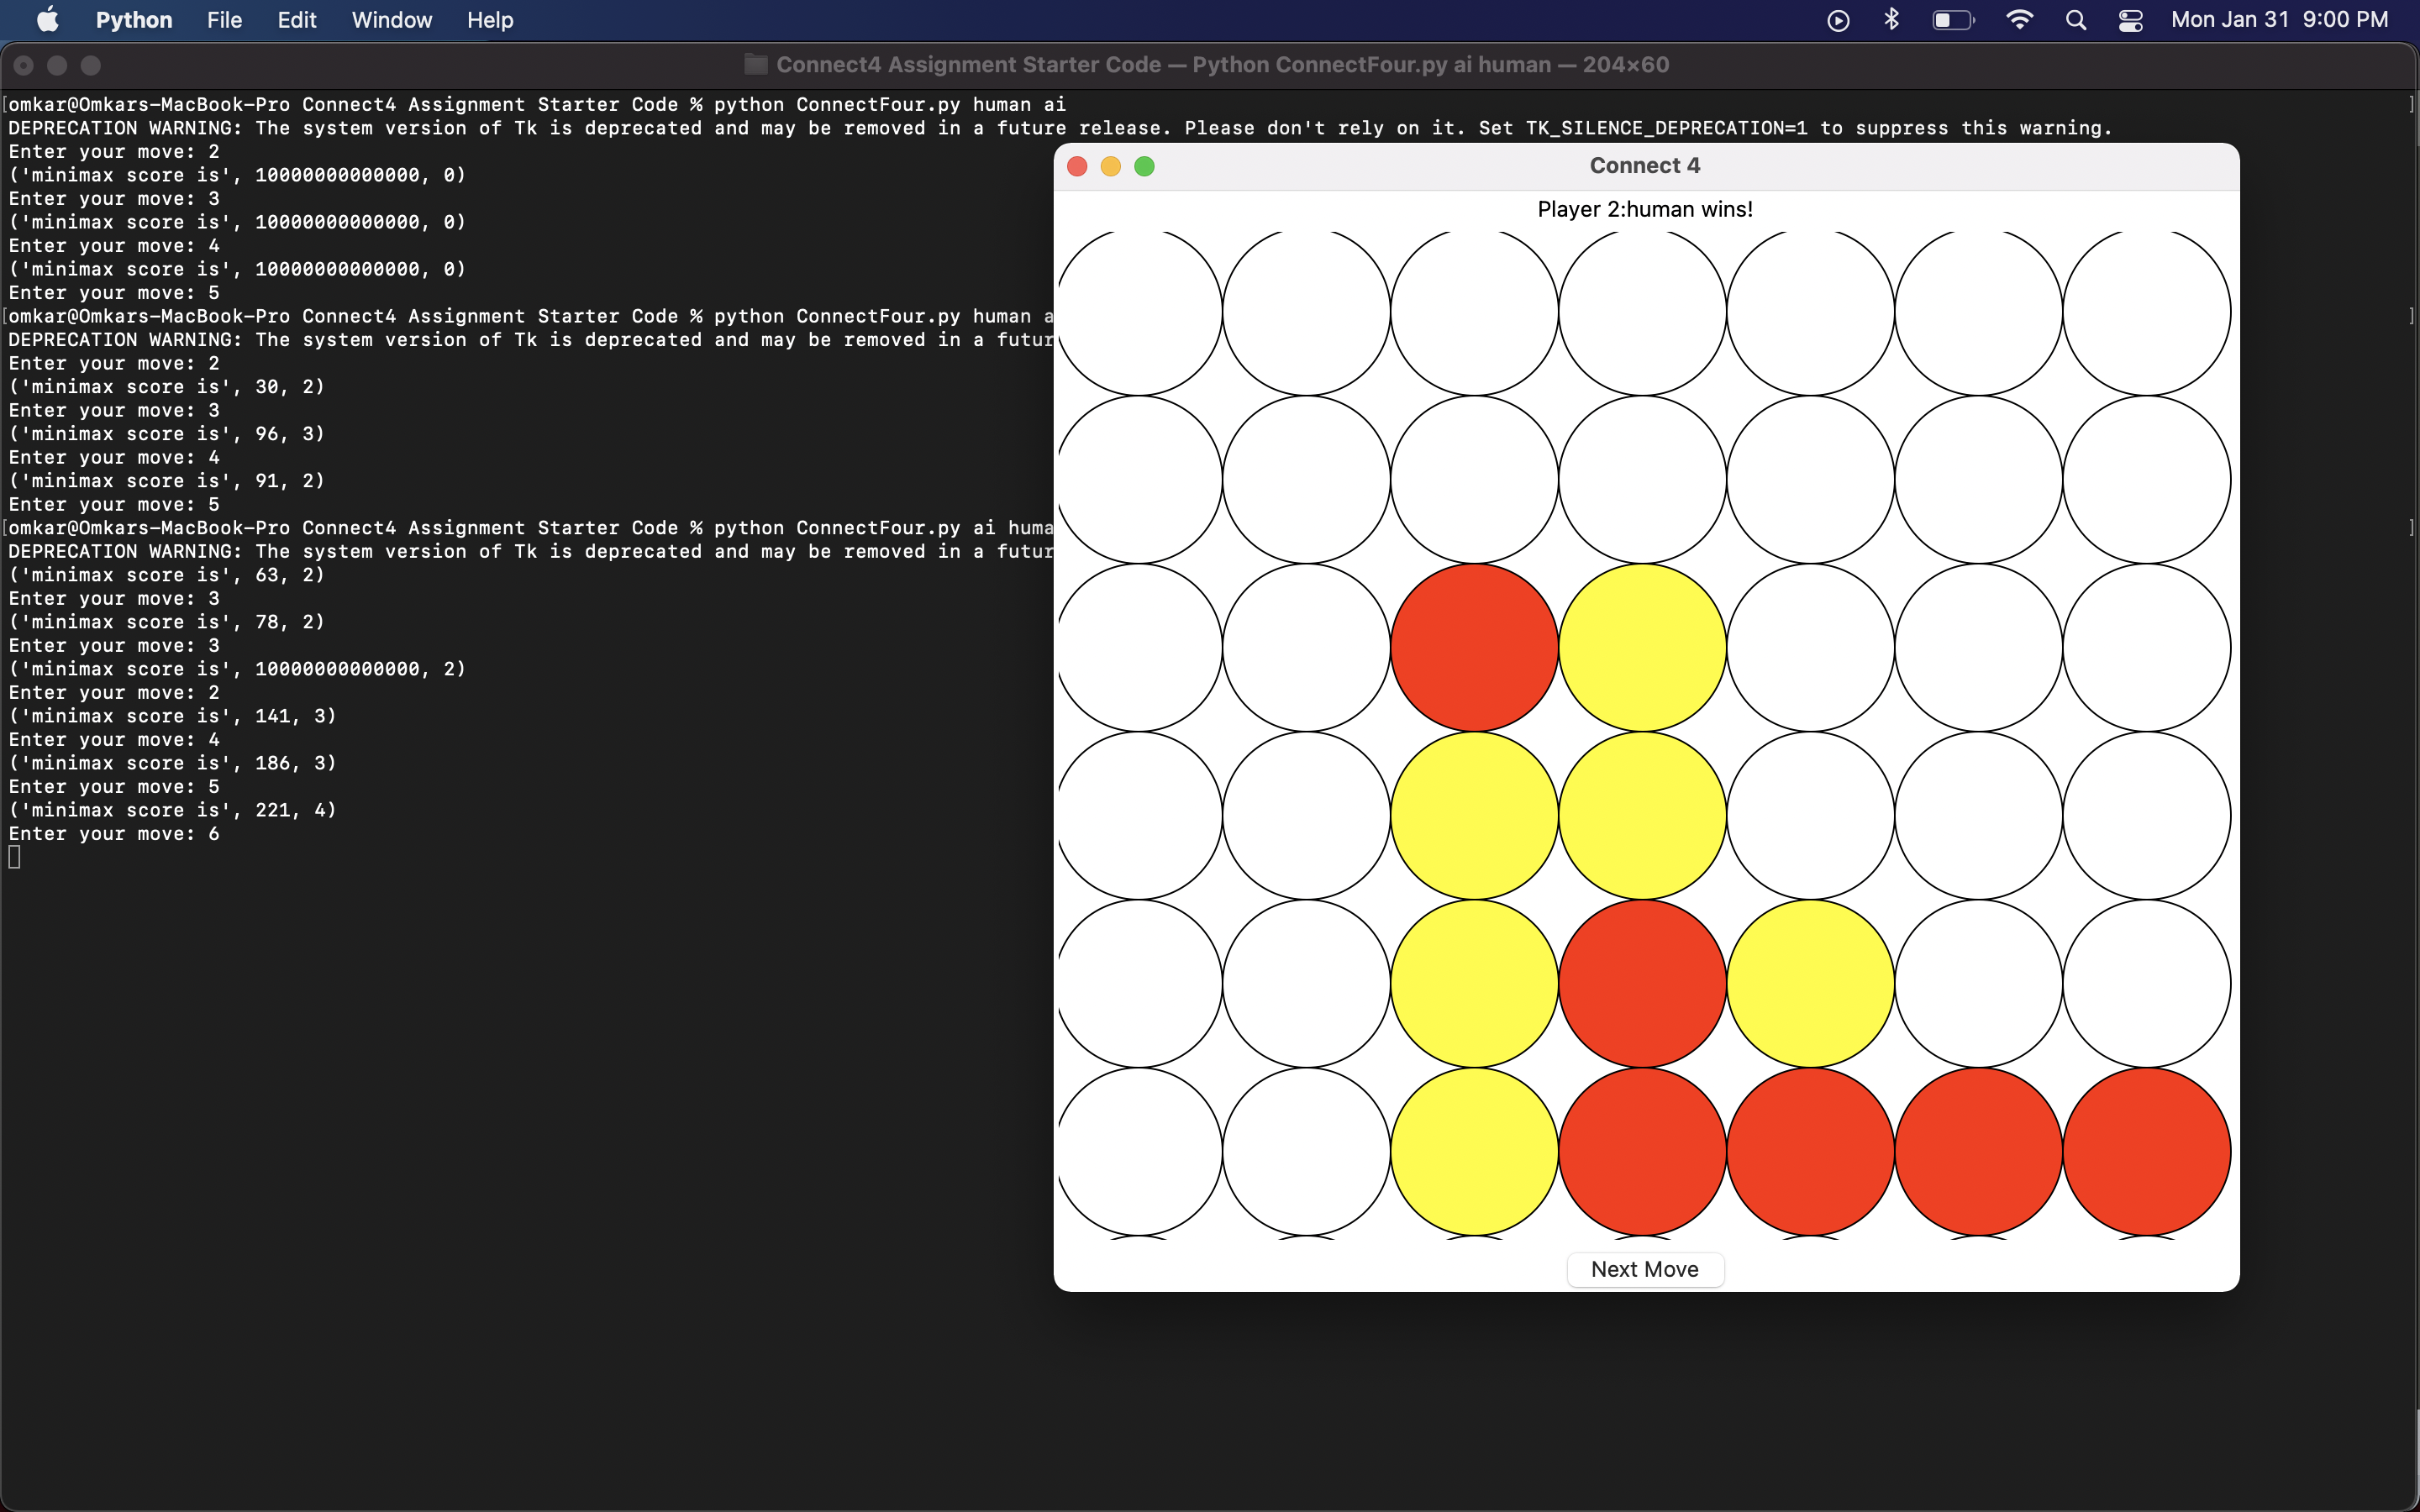 Python File Edit Window Help Mon Jan 31 9:00 PM
Connect4 Assignment Starter Code — Python ConnectFour.py ai human — 204×60
[omkar@Omkars-MacBook-Pro Connect4 Assignment Starter Code % python ConnectFour.py human ai ]
DEPRECATION WARNING: The system version of Tk is deprecated and may be removed in a future release. Please don't rely on it. Set TK_SILENCE_DEPRECATION=1 to suppress this warning.
Enter your move: 2
('minimax score is', 10000000000000, 0)
Enter your move: 3
('minimax score is', 10000000000000, 0)
Enter your move: 4
('minimax score is', 10000000000000, 0)
Enter your move: 5
[omkar@Omkars-MacBook-Pro Connect4 Assignment Starter Code % python ConnectFour.py human a ]
DEPRECATION WARNING: The system version of Tk is deprecated and may be removed in a futur
Enter your move: 2
('minimax score is', 30, 2)
Enter your move: 3
('minimax score is', 96, 3)
Enter your move: 4
('minimax score is', 91, 2)
Enter your move: 5
[omkar@Omkars-MacBook-Pro Connect4 Assignment Starter Code % python ConnectFour.py ai huma ]
DEPRECATION WARNING: The system version of Tk is deprecated and may be removed in a futur
('minimax score is', 63, 2)
Enter your move: 3
('minimax score is', 78, 2)
Enter your move: 3
('minimax score is', 10000000000000, 2)
Enter your move: 2
('minimax score is', 141, 3)
Enter your move: 4
('minimax score is', 186, 3)
Enter your move: 5
('minimax score is', 221, 4)
Enter your move: 6
Connect 4
Player 2:human wins!
Next Move